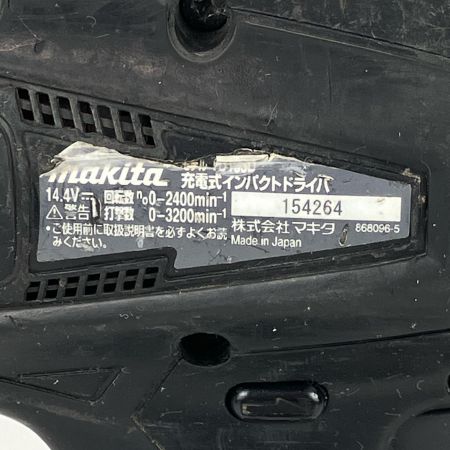 makita 充電式インパクトドライバ
14.4V⎓ 回転数 n₀0-2400min⁻¹ 154264
⚠警告 打撃数 0-3200min⁻¹ 株式会社 マキタ 868096-5
●ご使用前に取扱説明書を必ずよくお読 Made in Japan
みください。